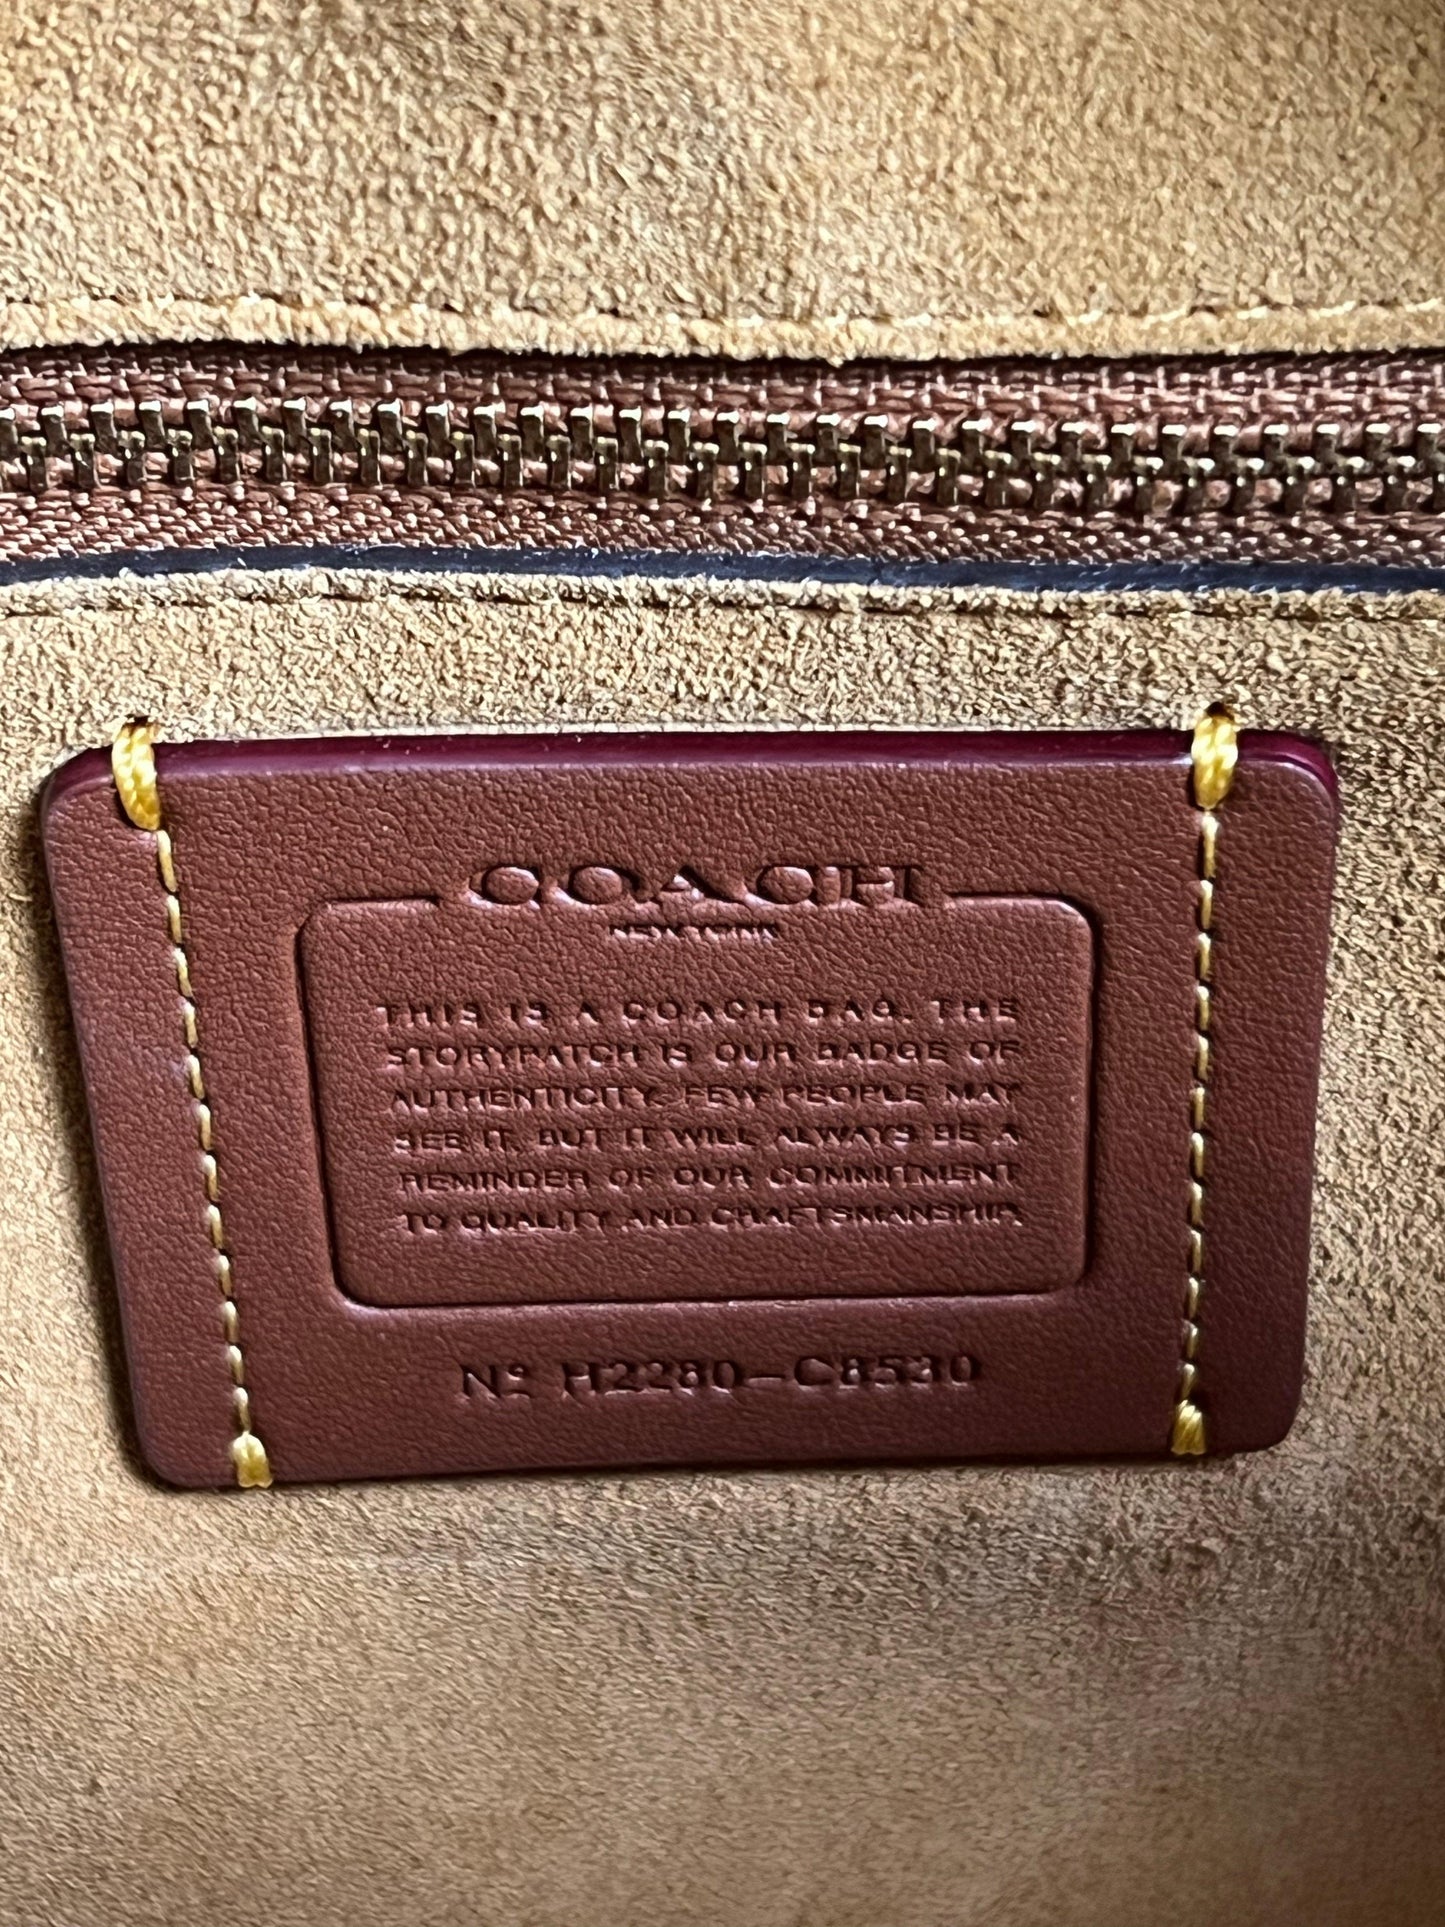 COACH
NEW YORK
THIS IS A COACH BAG. THE
STORYPATCH IS OUR BADGE OF
AUTHENTICITY. FEW PEOPLE MAY
SEE IT, BUT IT WILL ALWAYS BE A
REMINDER OF OUR COMMITMENT
TO QUALITY AND CRAFTSMANSHIP.
Nº H2280-C8530